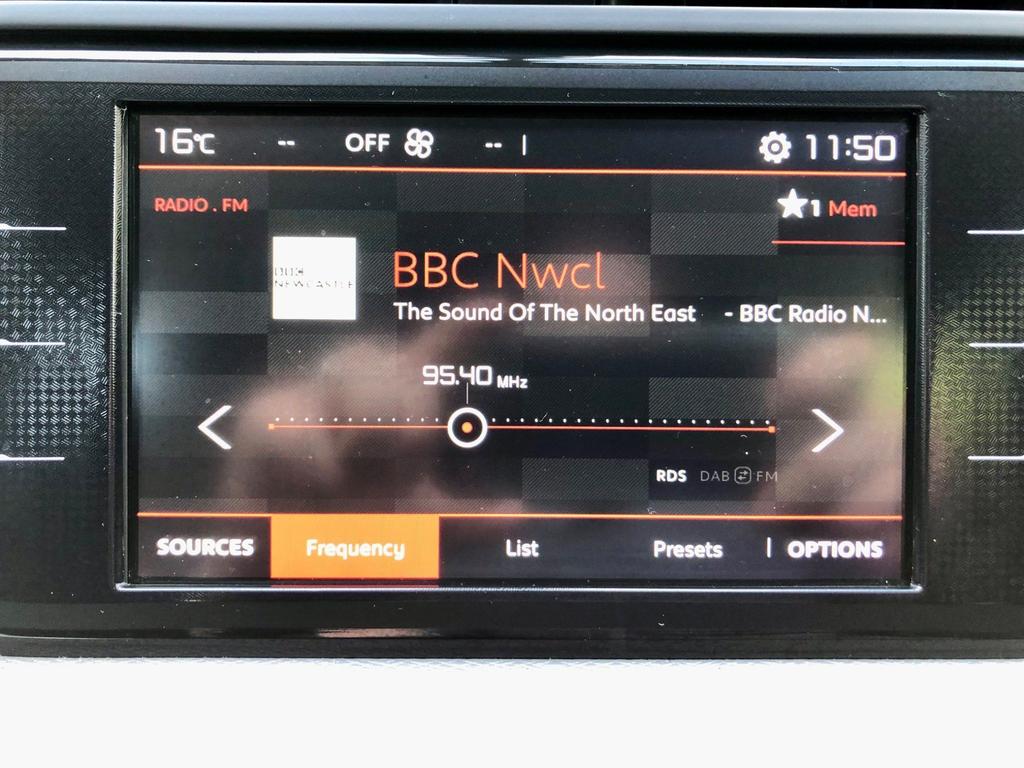 16°C -- OFF -- | 11:50
RADIO . FM
★1 Mem
BBC Nwcl
NEWCASTLE
The Sound Of The North East - BBC Radio N...
95.40 MHz
RDS DAB FM
SOURCES Frequency List Presets | OPTIONS